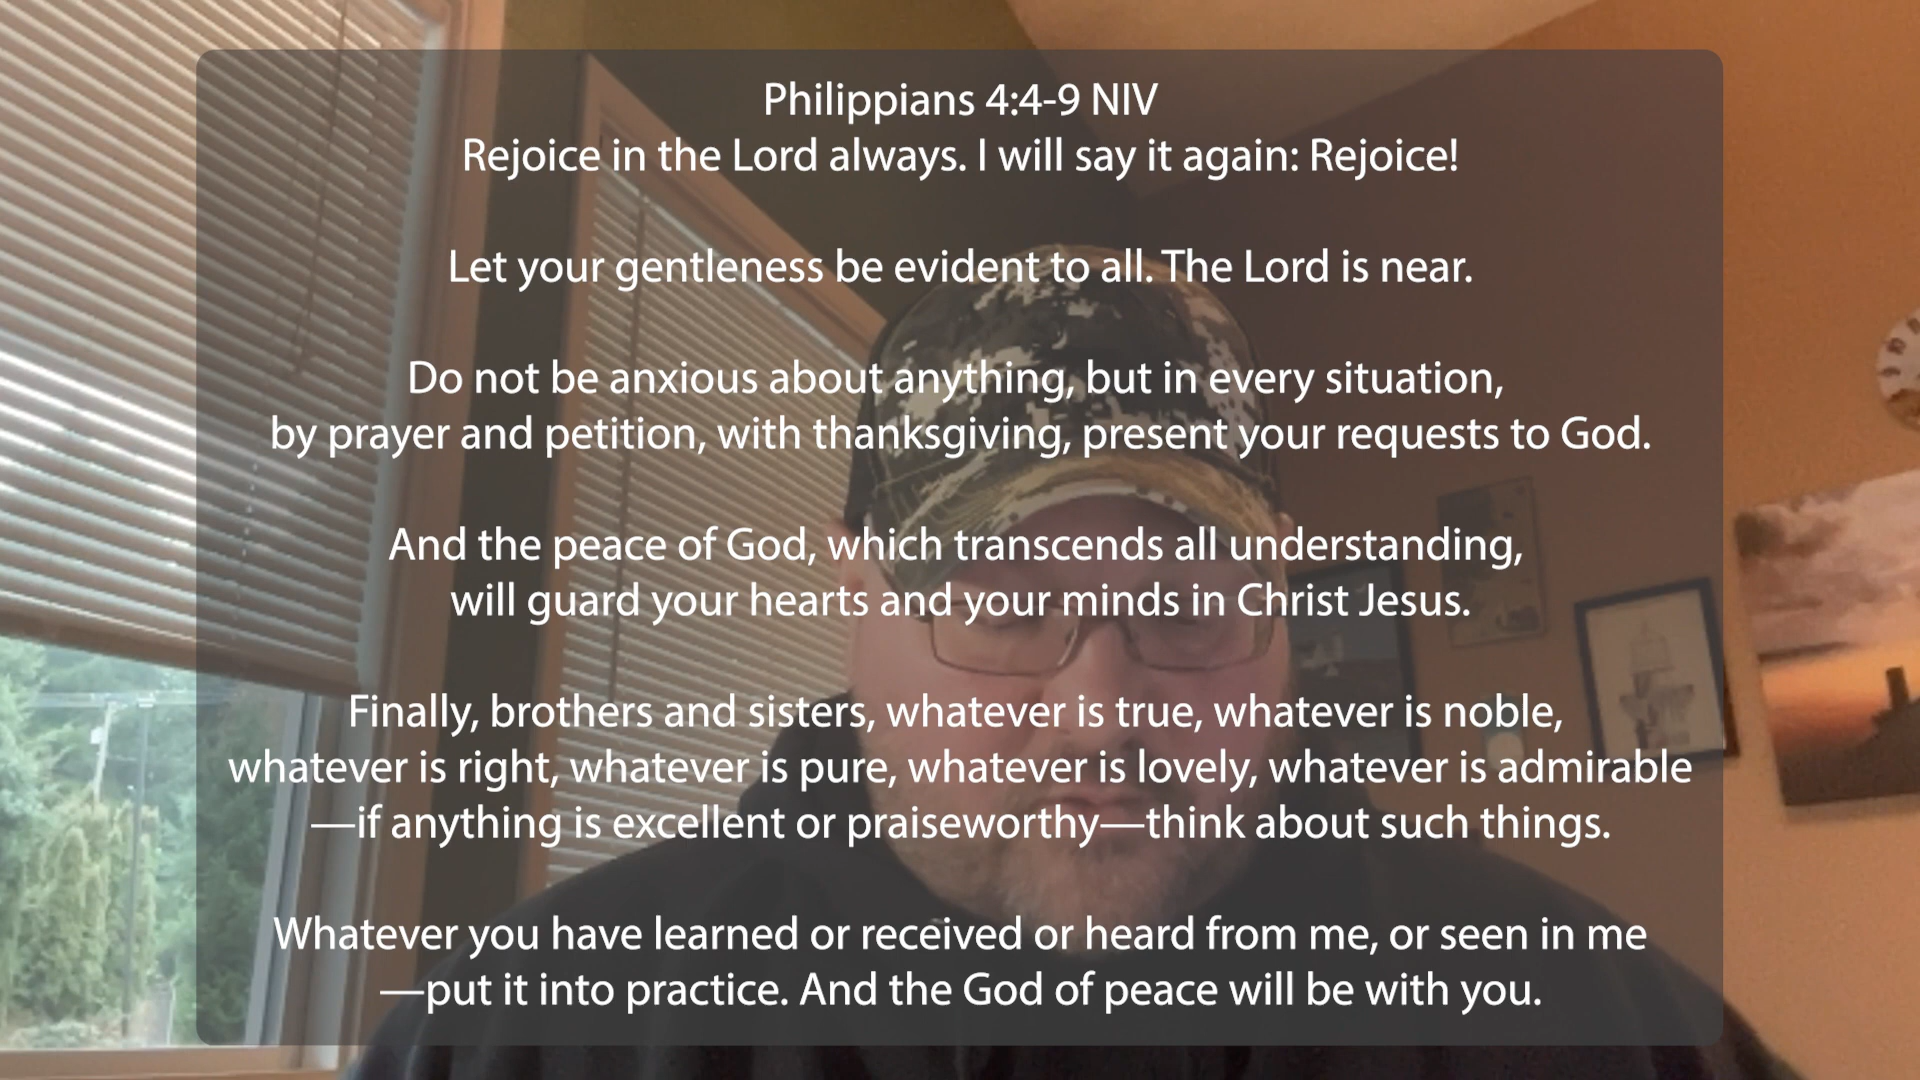 Philippians 4:4-9 NIV
Rejoice in the Lord always. I will say it again: Rejoice!
Let your gentleness be evident to all. The Lord is near.
Do not be anxious about anything, but in every situation,
by prayer and petition, with thanksgiving, present your requests to God.
And the peace of God, which transcends all understanding,
will guard your hearts and your minds in Christ Jesus.
Finally, brothers and sisters, whatever is true, whatever is noble,
whatever is right, whatever is pure, whatever is lovely, whatever is admirable
—if anything is excellent or praiseworthy—think about such things.
Whatever you have learned or received or heard from me, or seen in me
—put it into practice. And the God of peace will be with you.